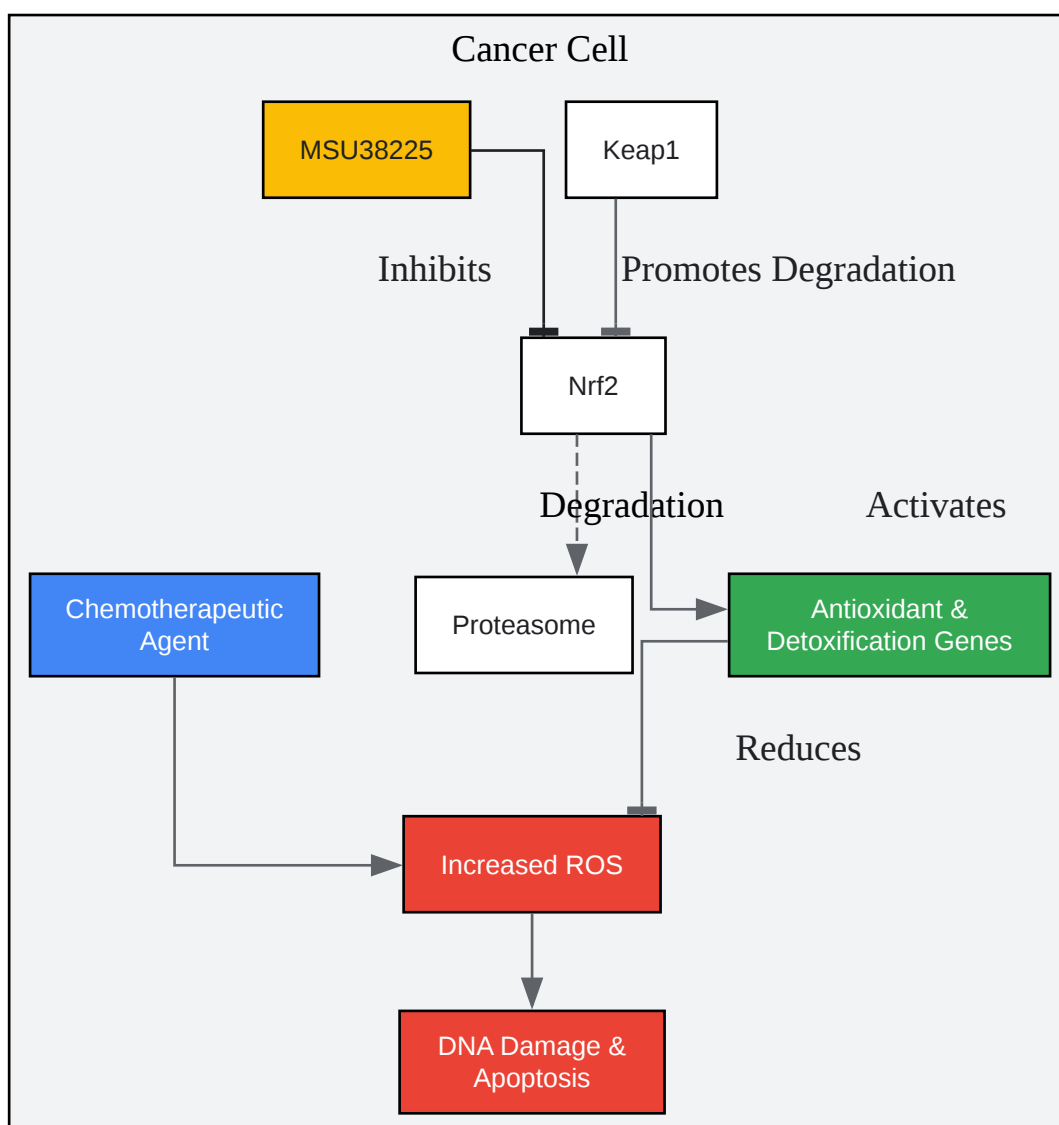 Cancer Cell
MSU38225
Keap1
Inhibits
Promotes Degradation
Nrf2
Degradation
Activates
Chemotherapeutic
Agent
Proteasome
Antioxidant &
Detoxification Genes
Reduces
Increased ROS
DNA Damage &
Apoptosis